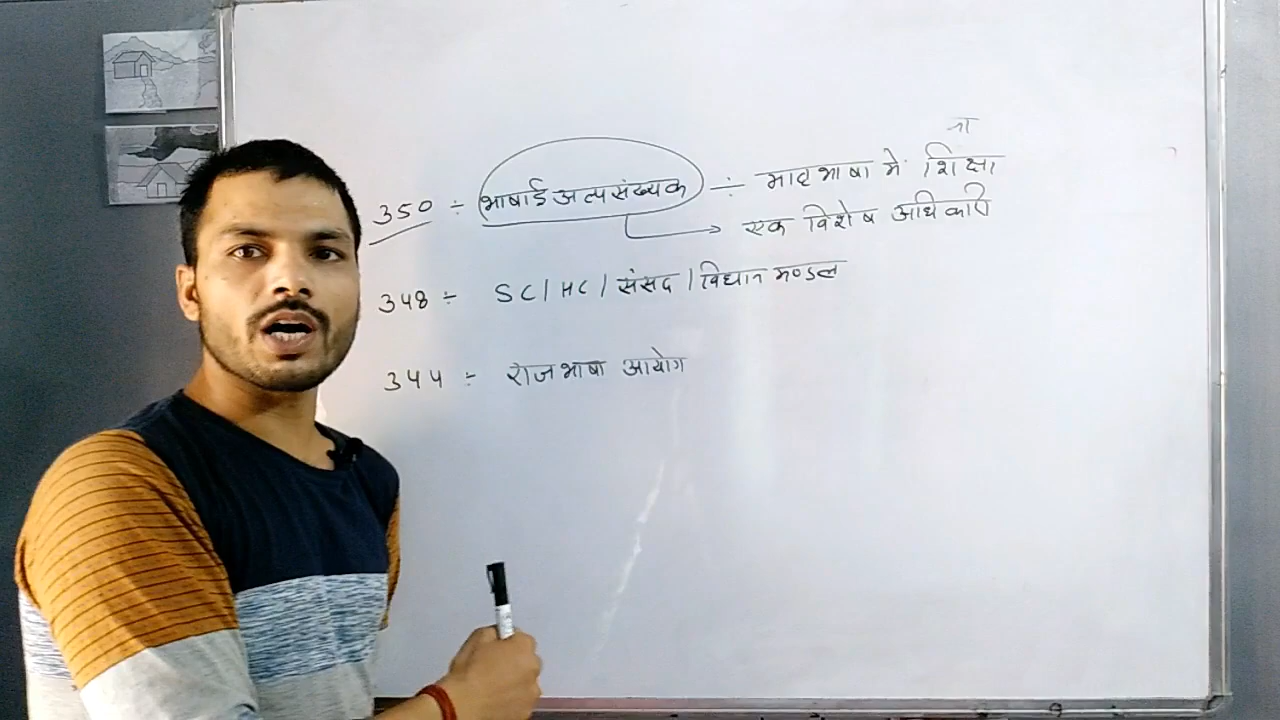 350 ÷ भाषाई अल्पसंख्यक ÷ मातृभाषा में शिक्षा
→ एक विशेष अधिकारी
348 ÷ SC / HC / संसद / विधान मण्डल
344 ÷ राजभाषा आयोग